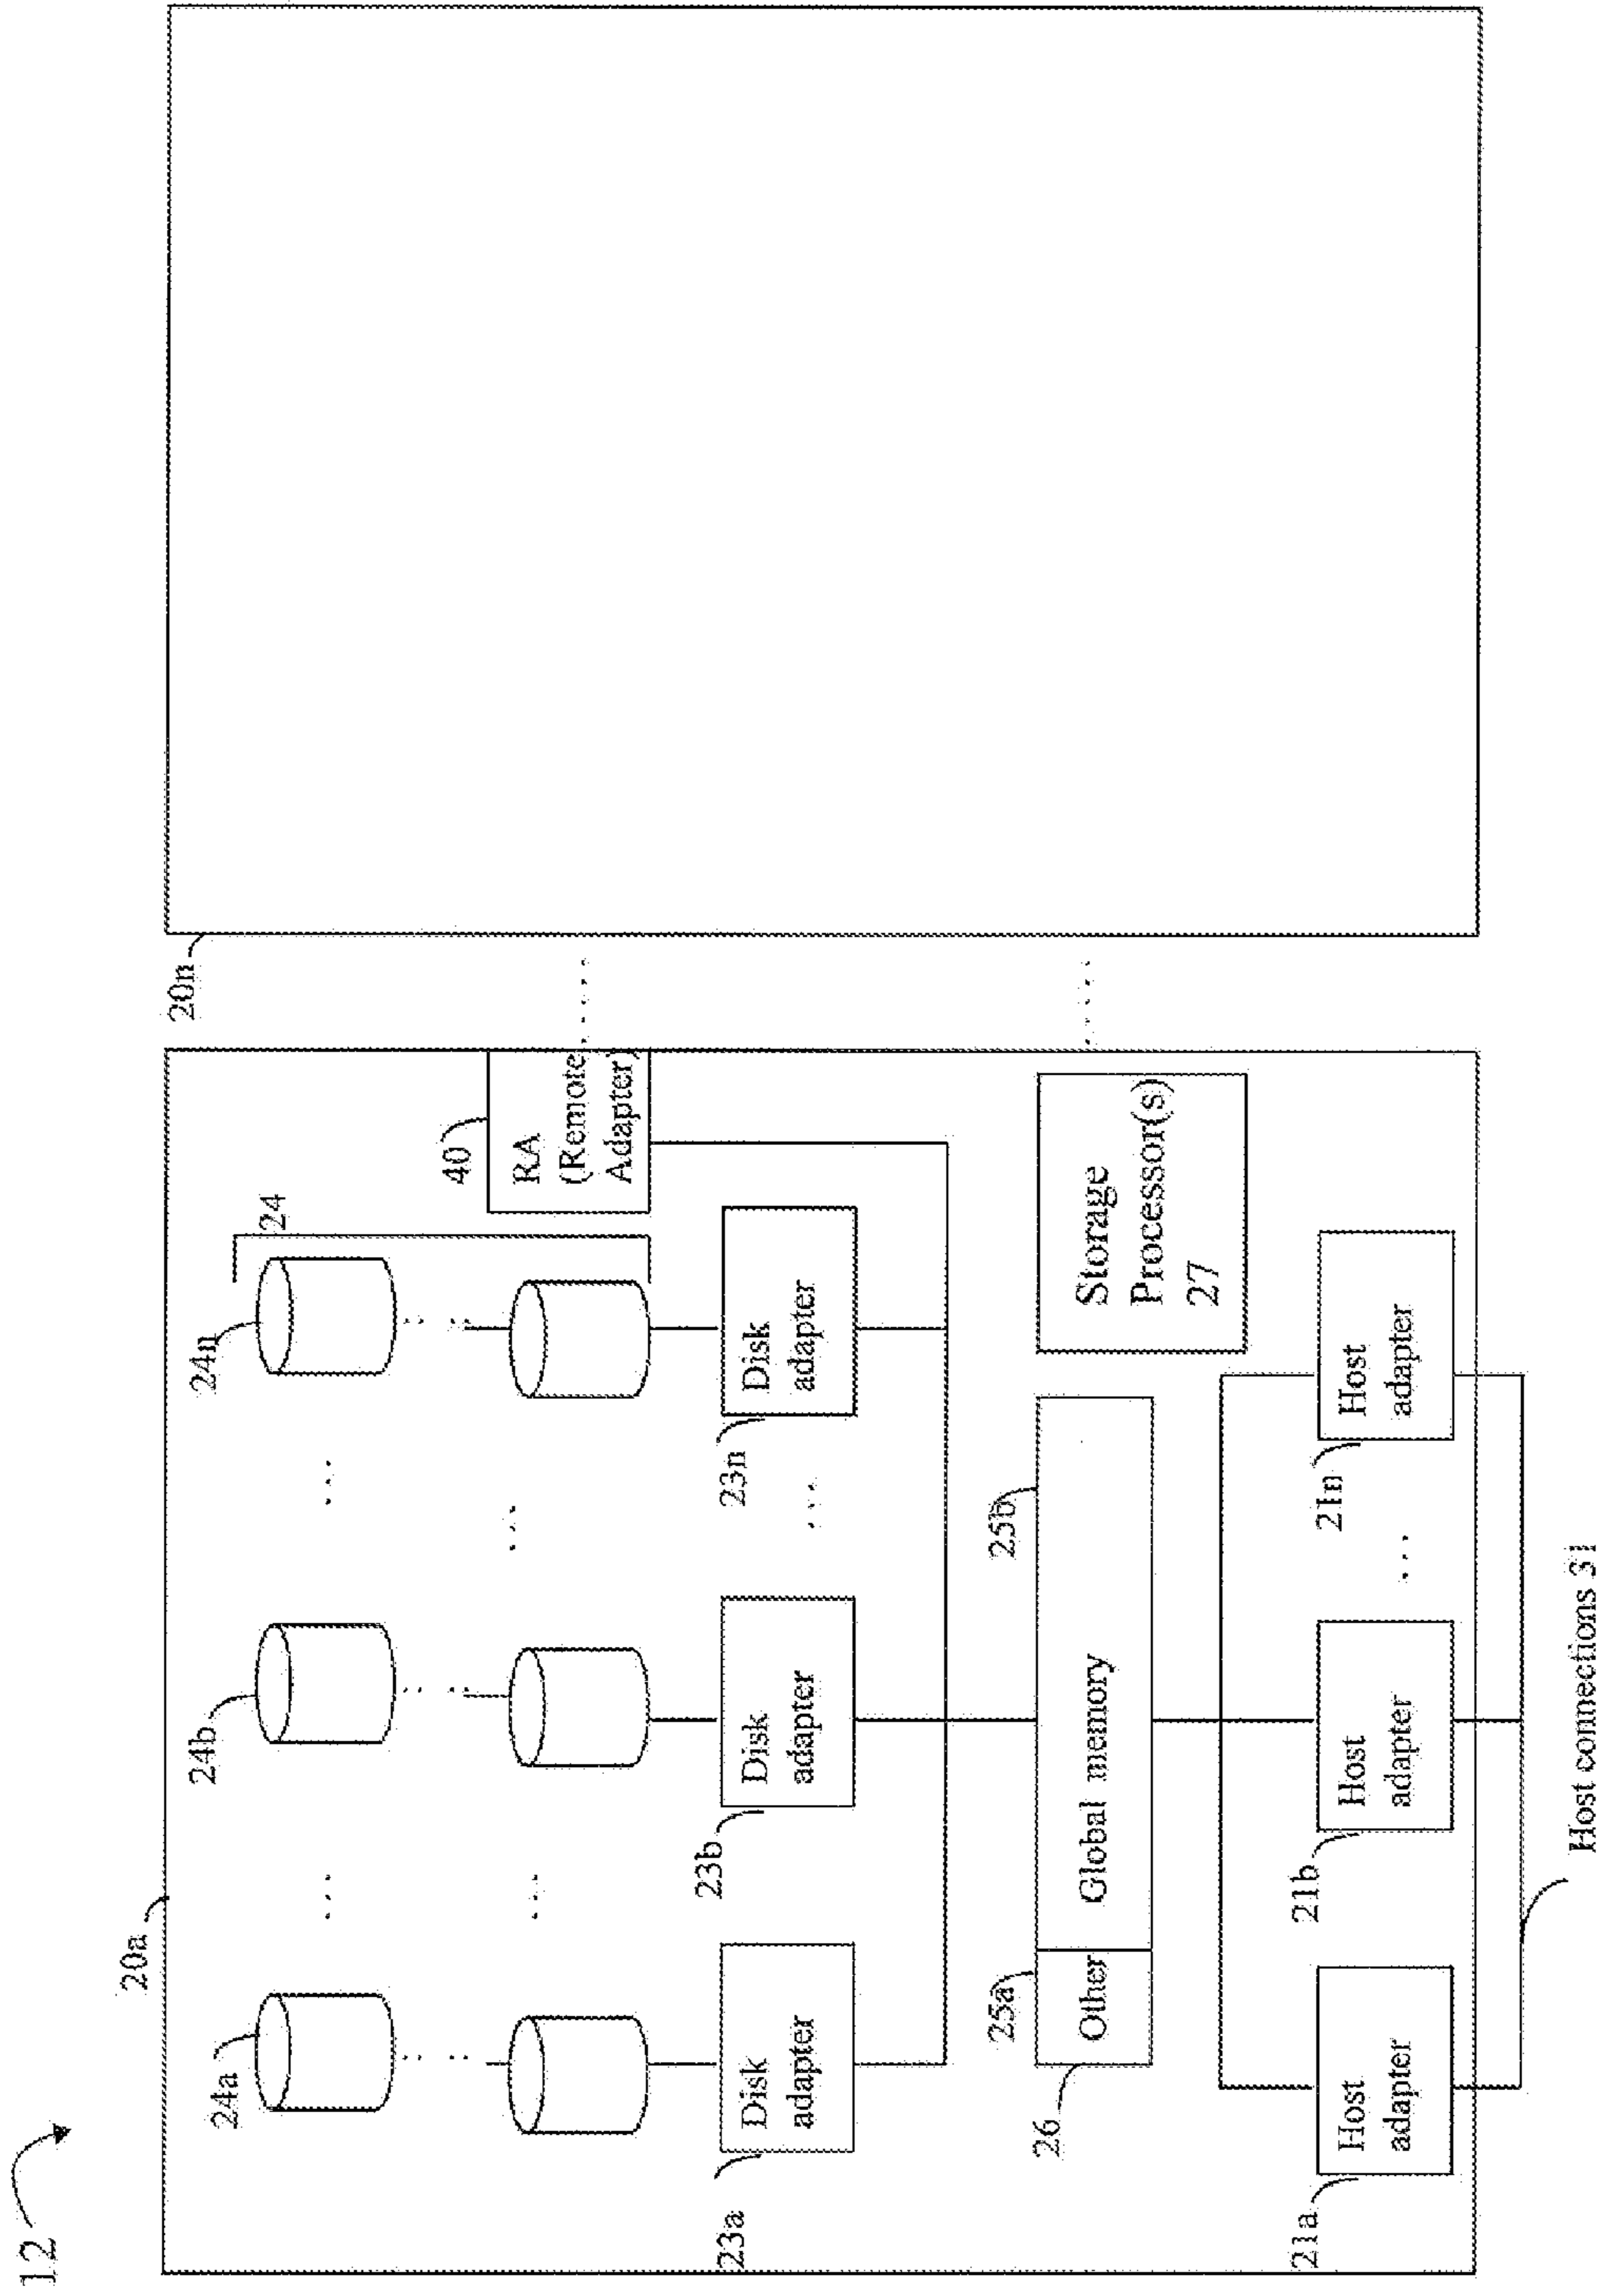 12
20a
20n
24a
24b
24n
24
40
RA
(Remote
Adapter)
23a
Disk
adapter
23b
Disk
adapter
23n
Disk
adapter
26
25a
Other
25b
Global memory
Storage
Processor(s)
27
21a
Host
adapter
21b
Host
adapter
21n
Host
adapter
Host connections 31